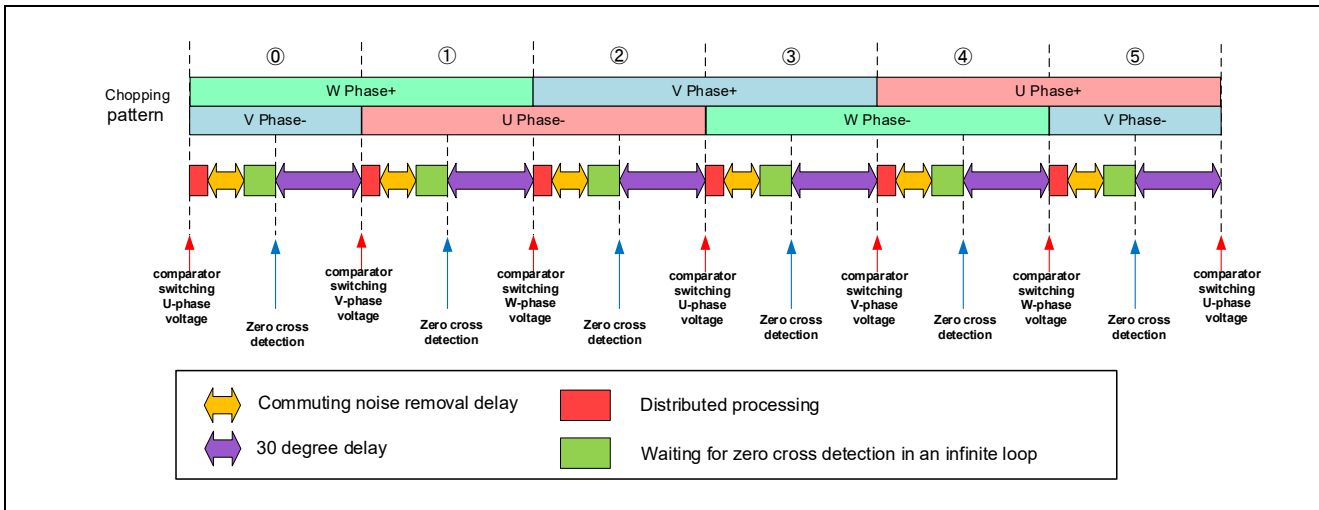 ⓪ ① ② ③ ④ ⑤
Chopping
pattern
W Phase+ V Phase+ U Phase+
V Phase- U Phase- W Phase- V Phase-
comparator
switching
U-phase
voltage
Zero cross
detection
comparator
switching
V-phase
voltage
Zero cross
detection
comparator
switching
W-phase
voltage
Zero cross
detection
comparator
switching
U-phase
voltage
Zero cross
detection
comparator
switching
V-phase
voltage
Zero cross
detection
comparator
switching
W-phase
voltage
Zero cross
detection
comparator
switching
U-phase
voltage
Commuting noise removal delay
Distributed processing
30 degree delay
Waiting for zero cross detection in an infinite loop